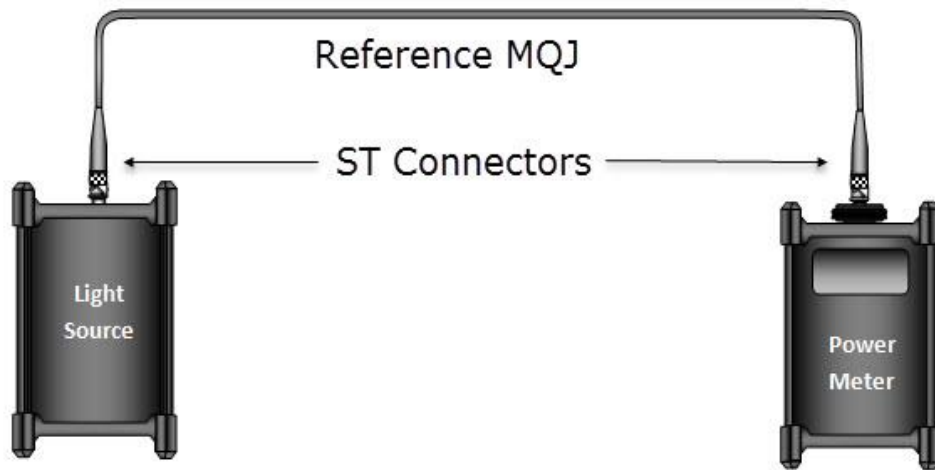 Reference MQJ
ST Connectors
Light
Source
Power
Meter